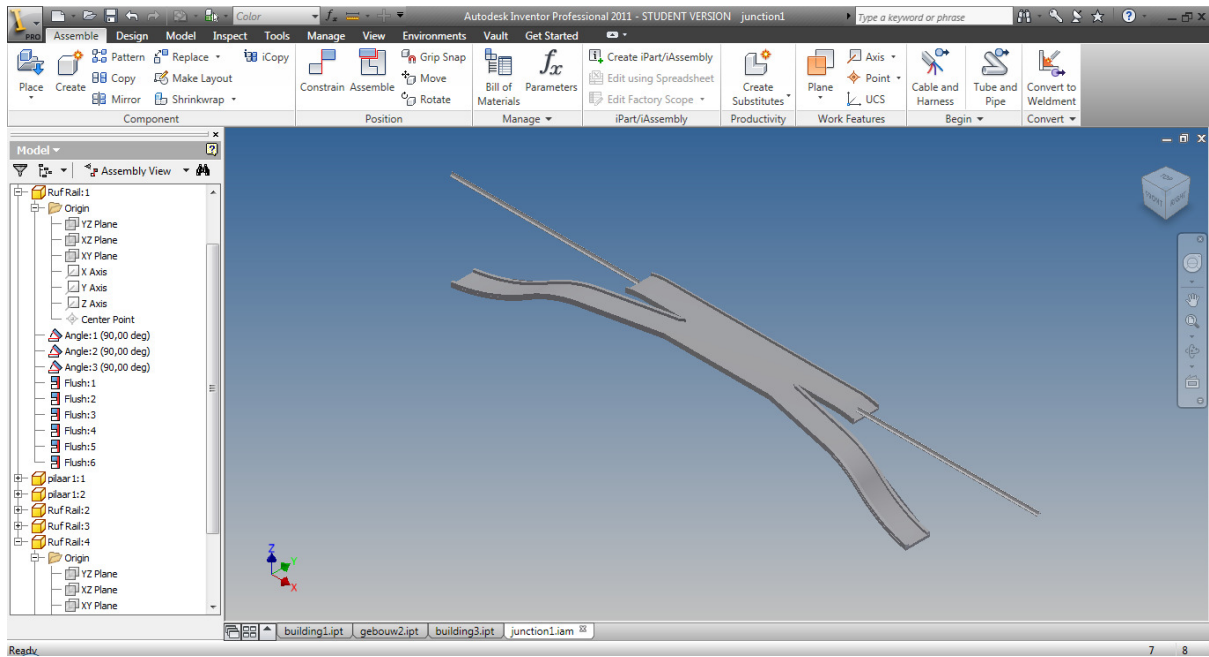 Color
Autodesk Inventor Professional 2011 - STUDENT VERSION junction1
Type a keyword or phrase
PRO
Assemble Design Model Inspect Tools Manage View Environments Vault Get Started
Place
Create
Pattern
Copy
Mirror
Replace
Make Layout
Shrinkwrap
iCopy
Component
Constrain
Assemble
Grip Snap
Move
Rotate
Position
Bill of Materials
fx
Parameters
Manage
Create iPart/iAssembly
Edit using Spreadsheet
Edit Factory Scope
iPart/iAssembly
Create Substitutes
Productivity
Plane
Axis
Point
UCS
Work Features
Cable and Harness
Tube and Pipe
Begin
Convert to Weldment
Convert
Model
Assembly View
Ruf Rail:1
Origin
YZ Plane
XZ Plane
XY Plane
X Axis
Y Axis
Z Axis
Center Point
Angle:1 (90,00 deg)
Angle:2 (90,00 deg)
Angle:3 (90,00 deg)
Flush:1
Flush:2
Flush:3
Flush:4
Flush:5
Flush:6
pilaar1:1
pilaar1:2
Ruf Rail:2
Ruf Rail:3
Ruf Rail:4
Origin
YZ Plane
XZ Plane
XY Plane
FRONT
RIGHT
Z
Y
X
building1.ipt gebouw2.ipt building3.ipt junction1.iam
Ready
7 8